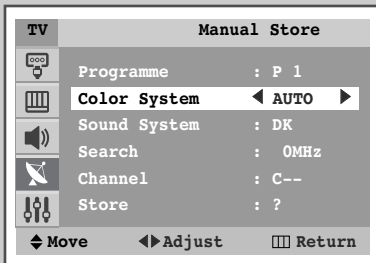 TV Manual Store
Programme : P 1
Color System ◀ AUTO ▶
Sound System : DK
Search : 0MHz
Channel : C--
Store : ?
Move Adjust Return